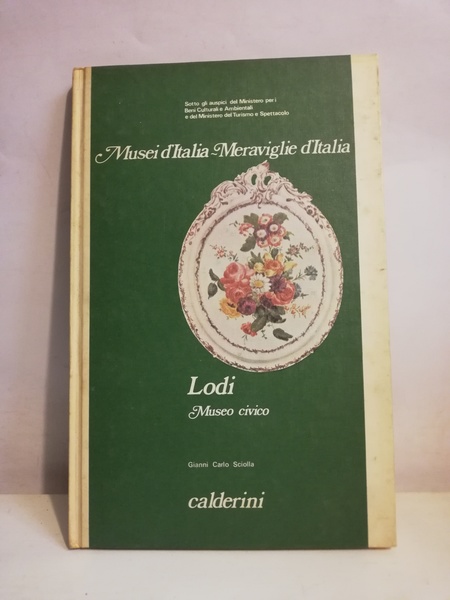 Sotto gli auspici del Ministero per i
Beni Culturali e Ambientali
e del Ministero del Turismo e Spettacolo
Musei d'Italia-Meraviglie d'Italia
Lodi
Museo civico
Gianni Carlo Sciolla
calderini